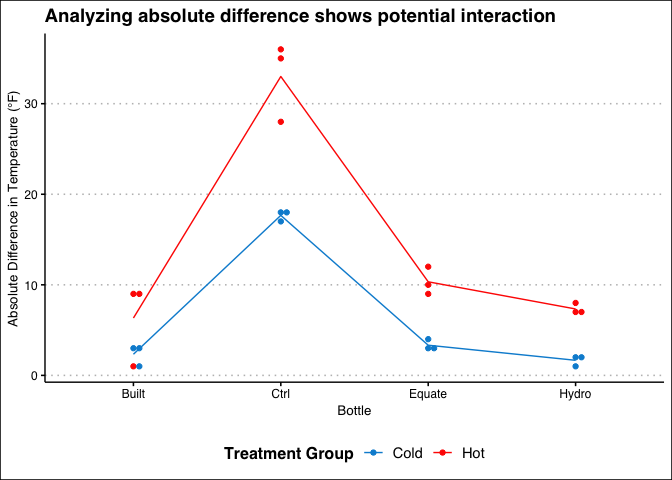 Analyzing absolute difference shows potential interaction
Absolute Difference in Temperature (°F)
30
20
10
0
Built Ctrl Equate Hydro
Bottle
Treatment Group Cold Hot